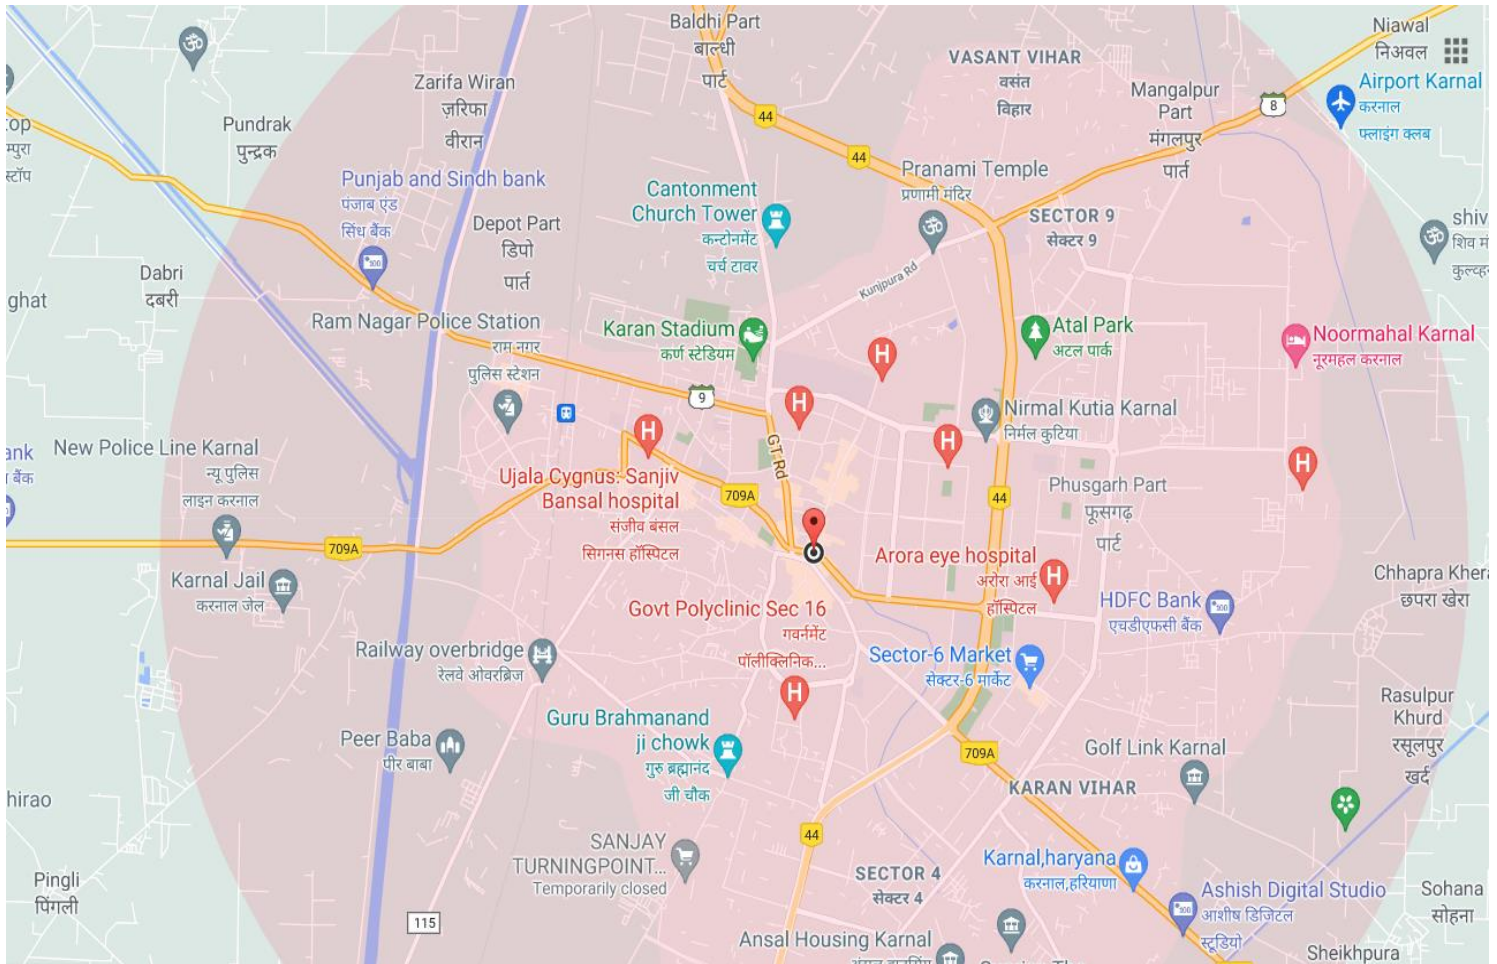 Baldhi Part
बाल्धी
पार्ट
Niawal
निअवल
VASANT VIHAR
वसंत
विहार
Zarifa Wiran
ज़रिफा
वीरान
Mangalpur
Part
मंगलपुर
पार्ट
8
Airport Karnal
करनाल
फ्लाइंग क्लब
Pundrak
पुन्द्रक
44
44
स्टॉप
Punjab and Sindh bank
पंजाब एंड
सिंध बैंक
Cantonment
Church Tower
कन्टोनमेंट
चर्च टावर
Pranami Temple
प्रणामी मंदिर
SECTOR 9
सेक्टर 9
Depot Part
डिपो
पार्ट
Dabri
दबरी
Kunjpura Rd
Ram Nagar Police Station
राम नगर
पुलिस स्टेशन
Karan Stadium
कर्ण स्टेडियम
Atal Park
अटल पार्क
Noormahal Karnal
नूरमहल करनाल
9
H
H
H
H
H
GT Rd
Nirmal Kutia Karnal
निर्मल कुटिया
New Police Line Karnal
न्यू पुलिस
लाइन करनाल
Ujala Cygnus: Sanjiv
Bansal hospital
संजीव बंसल
सिगनस हॉस्पिटल
709A
44
Phusgarh Part
फूसगढ़
पार्ट
709A
Karnal Jail
करनाल जेल
Arora eye hospital
अरोरा आई
हॉस्पिटल
H
HDFC Bank
एचडीएफसी बैंक
Chhapra Kher
छपरा खेरा
Govt Polyclinic Sec 16
गवर्नमेंट
पॉलीक्लिनिक...
H
Railway overbridge
रेलवे ओवरब्रिज
Sector-6 Market
सेक्टर-6 मार्केट
Rasulpur
Khurd
रसूलपुर
खर्द
Peer Baba
पीर बाबा
Guru Brahmanand
ji chowk
गुरु ब्रह्मानंद
जी चौक
709A
Golf Link Karnal
KARAN VIHAR
44
SANJAY
TURNINGPOINT...
Temporarily closed
SECTOR 4
सेक्टर 4
Karnal,haryana
करनाल,हरियाणा
Pingli
पिंगली
115
Ashish Digital Studio
आशीष डिजिटल
स्टूडियो
Sohana
सोहना
Ansal Housing Karnal
Sheikhpura